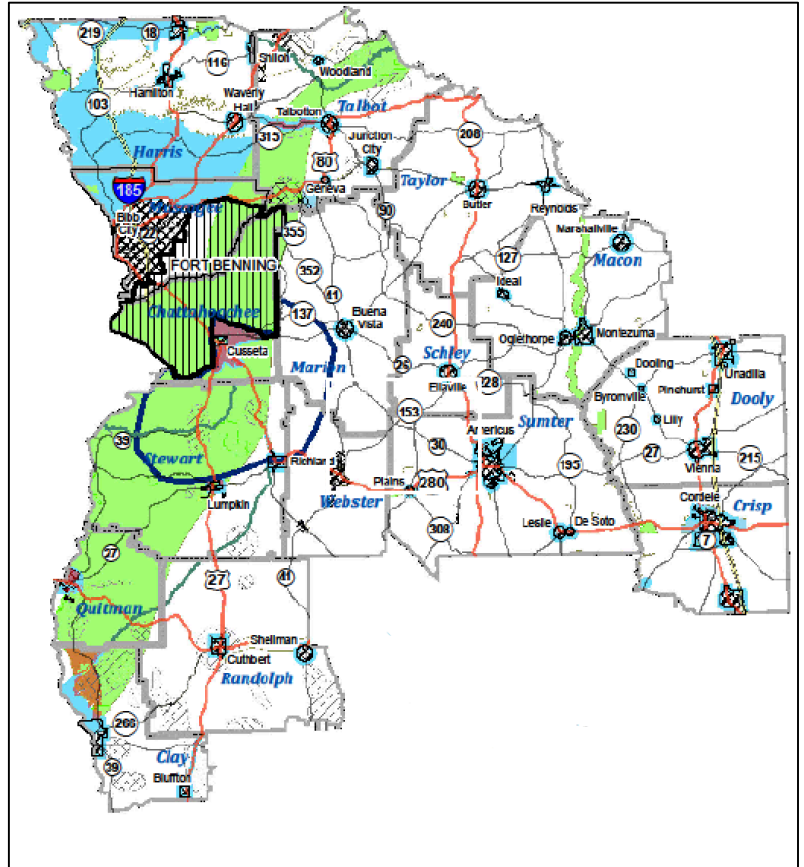 219
18
116
Shiloh
Woodland
Hamilton
Waverly
Hall
103
Talbotton
Talbot
315
Junction
City
208
Harris
80
Taylor
185
Geneva
Butler
Reynolds
Bibb
City
22
90
355
Marshallville
FORT BENNING
352
127
Macon
Ideal
41
Chattahoochee
137
Buena
Vista
240
Oglethorpe
Montezuma
Cusseta
Marion
26
Schley
Ellaville
Dooling
Unadilla
Byromville
Pinehurst
Dooly
153
Americus
Sumter
Lilly
230
39
30
27
Stewart
Richland
195
Vienna
215
Plains
280
Webster
Lumpkin
Cordele
Crisp
308
Leslie
De Soto
7
27
27
41
Quitman
Shellman
Cuthbert
Randolph
266
Clay
39
Bluffton